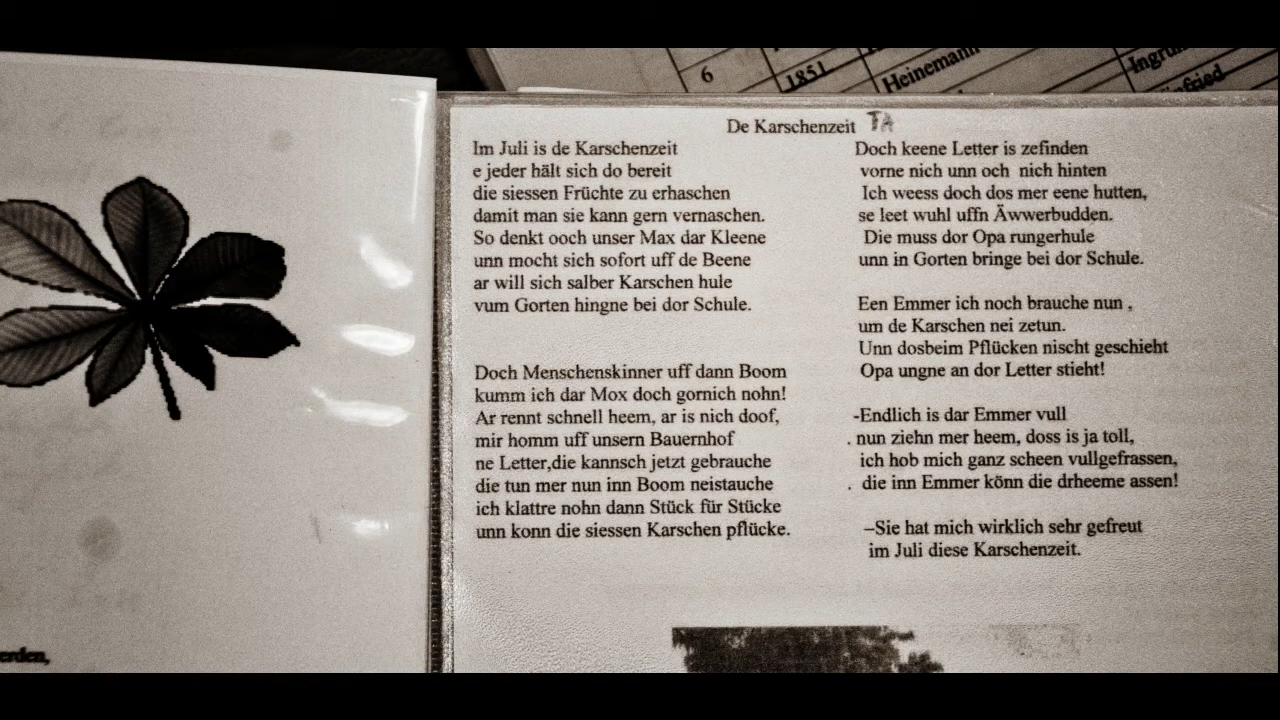 6
1851
Heinemann
De Karschenzeit TA
Im Juli is de Karschenzeit
e jeder hält sich do bereit
die siessen Früchte zu erhaschen
damit man sie kann gern vernaschen.
So denkt ooch unser Max dar Kleene
unn mocht sich sofort uff de Beene
ar will sich salber Karschen hule
vum Gorten hingne bei dor Schule.
Doch Menschenskinner uff dann Boom
kumm ich dar Mox doch gornich nohn!
Ar rennt schnell heem, ar is nich doof,
mir homm uff unsern Bauernhof
ne Letter,die kannsch jetzt gebrauche
die tun mer nun inn Boom neistauche
ich klattre nohn dann Stück für Stücke
unn konn die siessen Karschen pflücke.
Doch keene Letter is zefinden
vorne nich unn och nich hinten
Ich weess doch dos mer eene hutten,
se leet wuhl uffn Äwwerbudden.
Die muss dor Opa rungerhule
unn in Gorten bringe bei dor Schule.
Een Emmer ich noch brauche nun ,
um de Karschen nei zetun.
Unn dosbeim Pflücken nischt geschieht
Opa ungne an dor Letter stieht!
-Endlich is dar Emmer vull
. nun ziehn mer heem, doss is ja toll,
ich hob mich ganz scheen vullgefrassen,
. die inn Emmer könn die drheeme assen!
–Sie hat mich wirklich sehr gefreut
im Juli diese Karschenzeit.